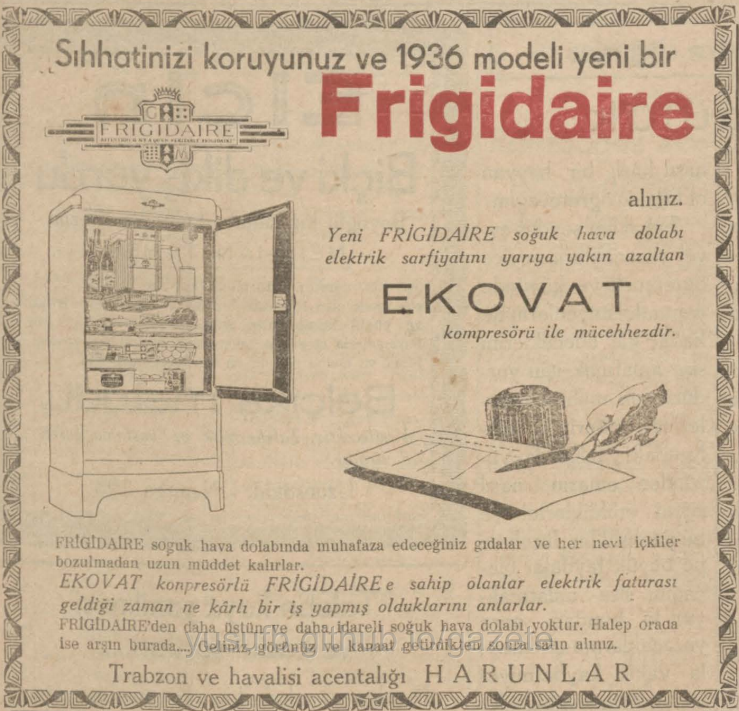 Sıhhatinizi koruyunuz ve 1936 modeli yeni bir
Frigidaire
FRIGIDAIRE
GM
alınız.
Yeni FRİGİDAİRE soğuk hava dolabı
elektrik sarfiyatını yarıya yakın azaltan
EKOVAT
kompresörü ile mücehhezdir.
FRİGİDAİRE soguk hava dolabında muhafaza edeceğiniz gıdalar ve her nevi içkiler
bozulmadan uzun müddet kalırlar.
EKOVAT konpresörlü FRİGİDAİRE e sahip olanlar elektrik faturası
geldiği zaman ne kârlı bir iş yapmış olduklarını anlarlar.
FRİGİDAİRE'den daha üstün ve daha idareli soğuk hava dolabı yoktur. Halep orada
ise arşın burada... Geliniz, görünüz ve kanaat getirdikten sonra satın alınız.
Trabzon ve havalisi acentalığı HARUNLAR